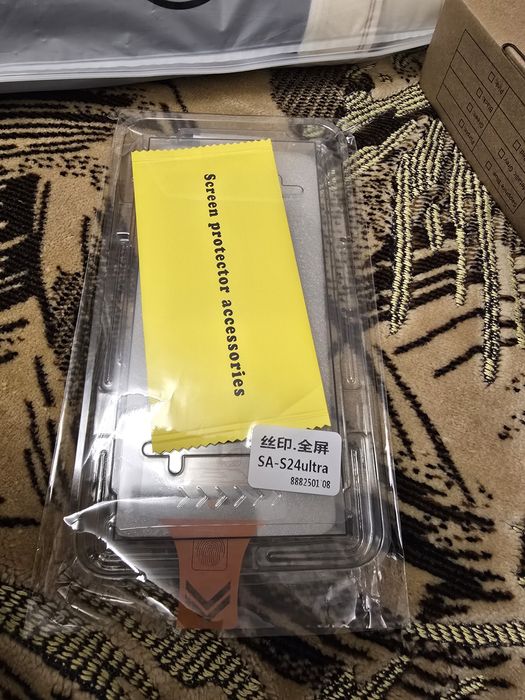 Screen protector accessories
丝印.全屏
SA-S24ultra
8882501 08